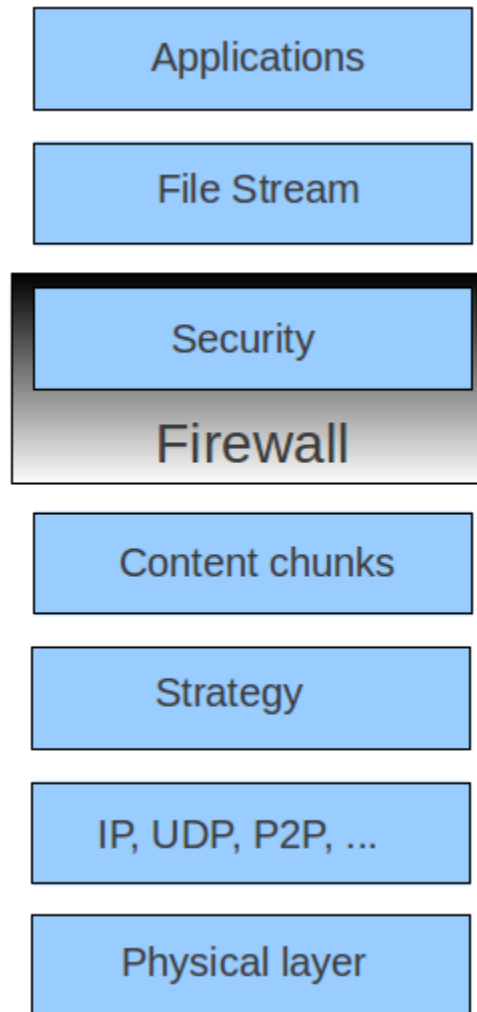 Applications
File Stream
Security
Firewall
Content chunks
Strategy
IP, UDP, P2P, ...
Physical layer